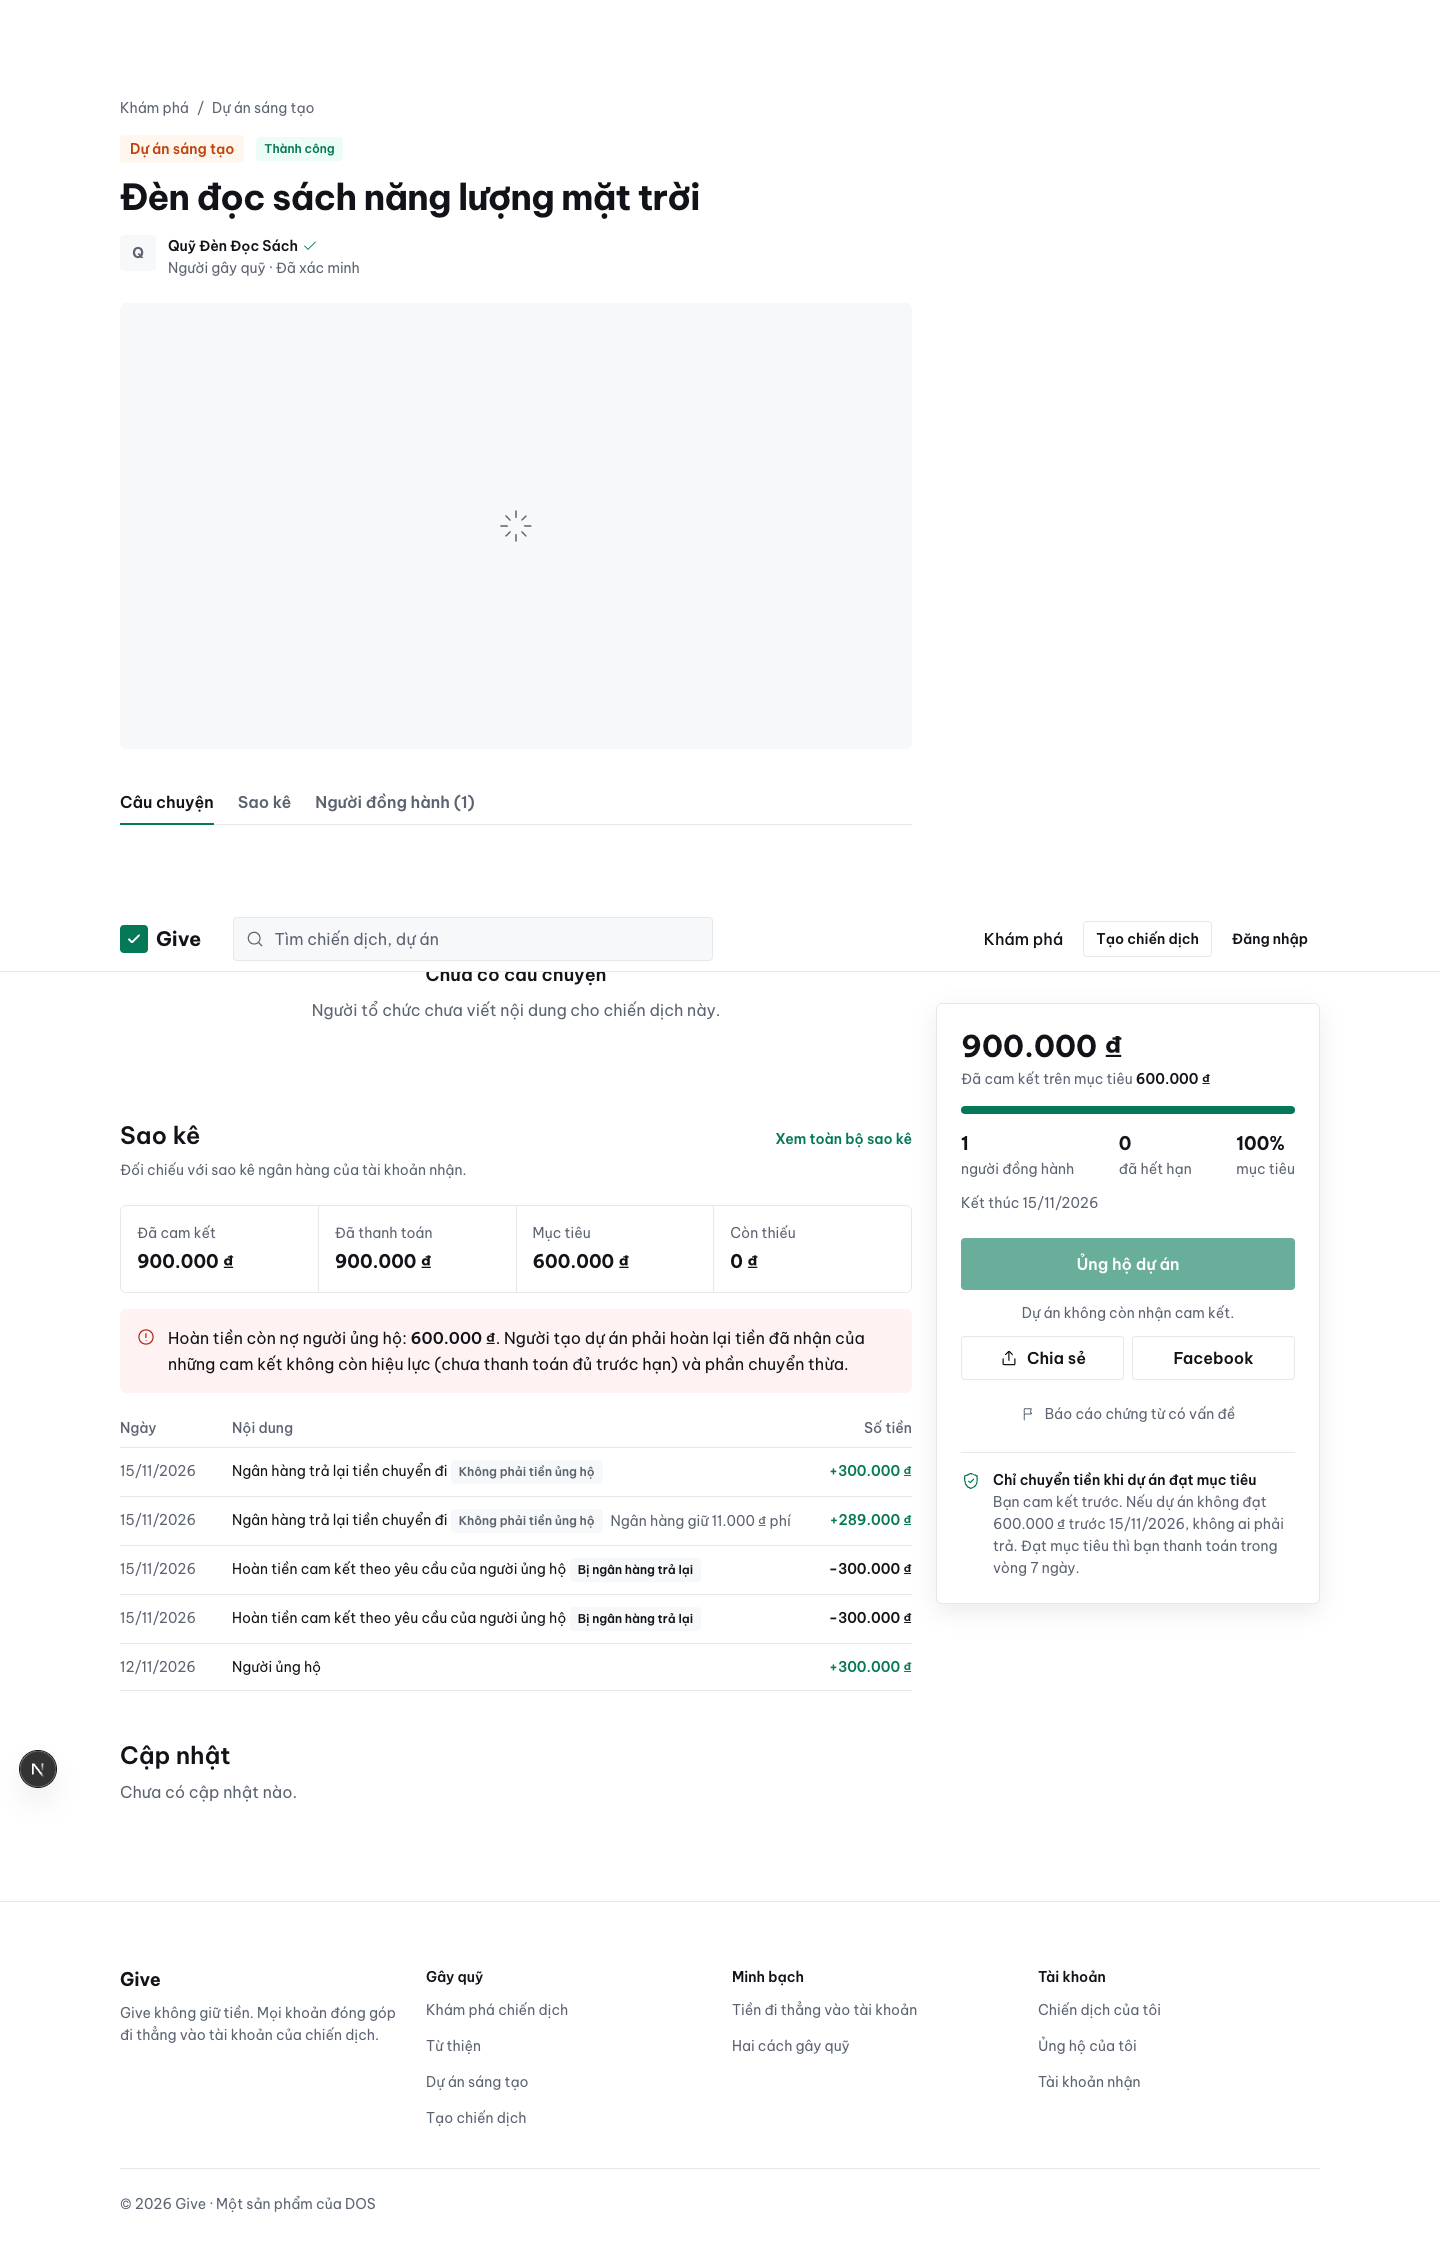 Khám phá / Dự án sáng tạo
Dự án sáng tạo Thành công
Đèn đọc sách năng lượng mặt trời
Q
Quỹ Đèn Đọc Sách
Người gây quỹ · Đã xác minh
Câu chuyện Sao kê Người đồng hành (1)
Give Tìm chiến dịch, dự án Khám phá Tạo chiến dịch Đăng nhập
Chưa có câu chuyện
Người tổ chức chưa viết nội dung cho chiến dịch này.
900.000 ₫
Đã cam kết trên mục tiêu 600.000 ₫
1 0 100%
người đồng hành đã hết hạn mục tiêu
Kết thúc 15/11/2026
Ủng hộ dự án
Dự án không còn nhận cam kết.
Chia sẻ Facebook
Báo cáo chứng từ có vấn đề
Chỉ chuyển tiền khi dự án đạt mục tiêu
Bạn cam kết trước. Nếu dự án không đạt
600.000 ₫ trước 15/11/2026, không ai phải
trả. Đạt mục tiêu thì bạn thanh toán trong
vòng 7 ngày.
Sao kê Xem toàn bộ sao kê
Đối chiếu với sao kê ngân hàng của tài khoản nhận.
Đã cam kết Đã thanh toán Mục tiêu Còn thiếu
900.000 ₫ 900.000 ₫ 600.000 ₫ 0 ₫
Hoàn tiền còn nợ người ủng hộ: 600.000 ₫. Người tạo dự án phải hoàn lại tiền đã nhận của
những cam kết không còn hiệu lực (chưa thanh toán đủ trước hạn) và phần chuyển thừa.
Ngày Nội dung Số tiền
15/11/2026 Ngân hàng trả lại tiền chuyển đi Không phải tiền ủng hộ +300.000 ₫
15/11/2026 Ngân hàng trả lại tiền chuyển đi Không phải tiền ủng hộ Ngân hàng giữ 11.000 ₫ phí +289.000 ₫
15/11/2026 Hoàn tiền cam kết theo yêu cầu của người ủng hộ Bị ngân hàng trả lại -300.000 ₫
15/11/2026 Hoàn tiền cam kết theo yêu cầu của người ủng hộ Bị ngân hàng trả lại -300.000 ₫
12/11/2026 Người ủng hộ +300.000 ₫
Cập nhật
Chưa có cập nhật nào.
N
Give
Give không giữ tiền. Mọi khoản đóng góp
đi thẳng vào tài khoản của chiến dịch.
Gây quỹ
Khám phá chiến dịch
Từ thiện
Dự án sáng tạo
Tạo chiến dịch
Minh bạch
Tiền đi thẳng vào tài khoản
Hai cách gây quỹ
Tài khoản
Chiến dịch của tôi
Ủng hộ của tôi
Tài khoản nhận
© 2026 Give · Một sản phẩm của DOS